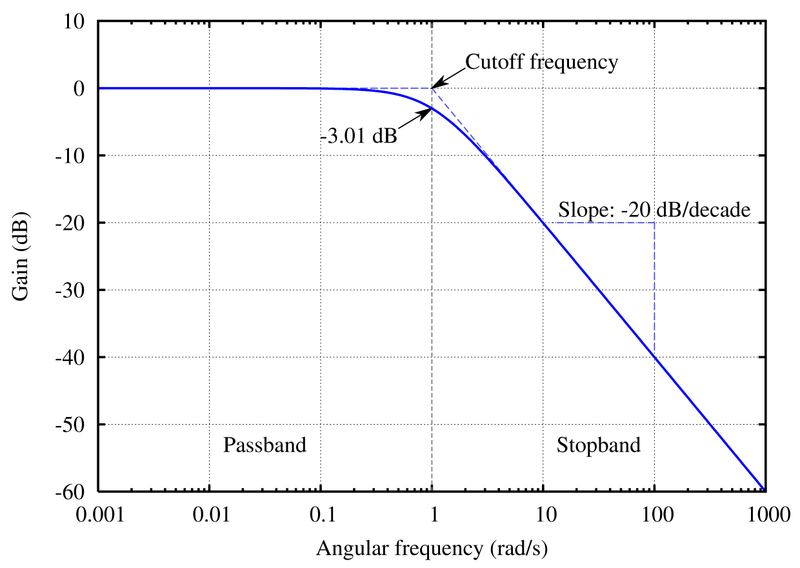 10
Cutoff frequency
0
-3.01 dB
-10
Slope: -20 dB/decade
-20
Gain (dB)
-30
-40
-50
Passband
Stopband
-60
0.001 0.01 0.1 1 10 100 1000
Angular frequency (rad/s)